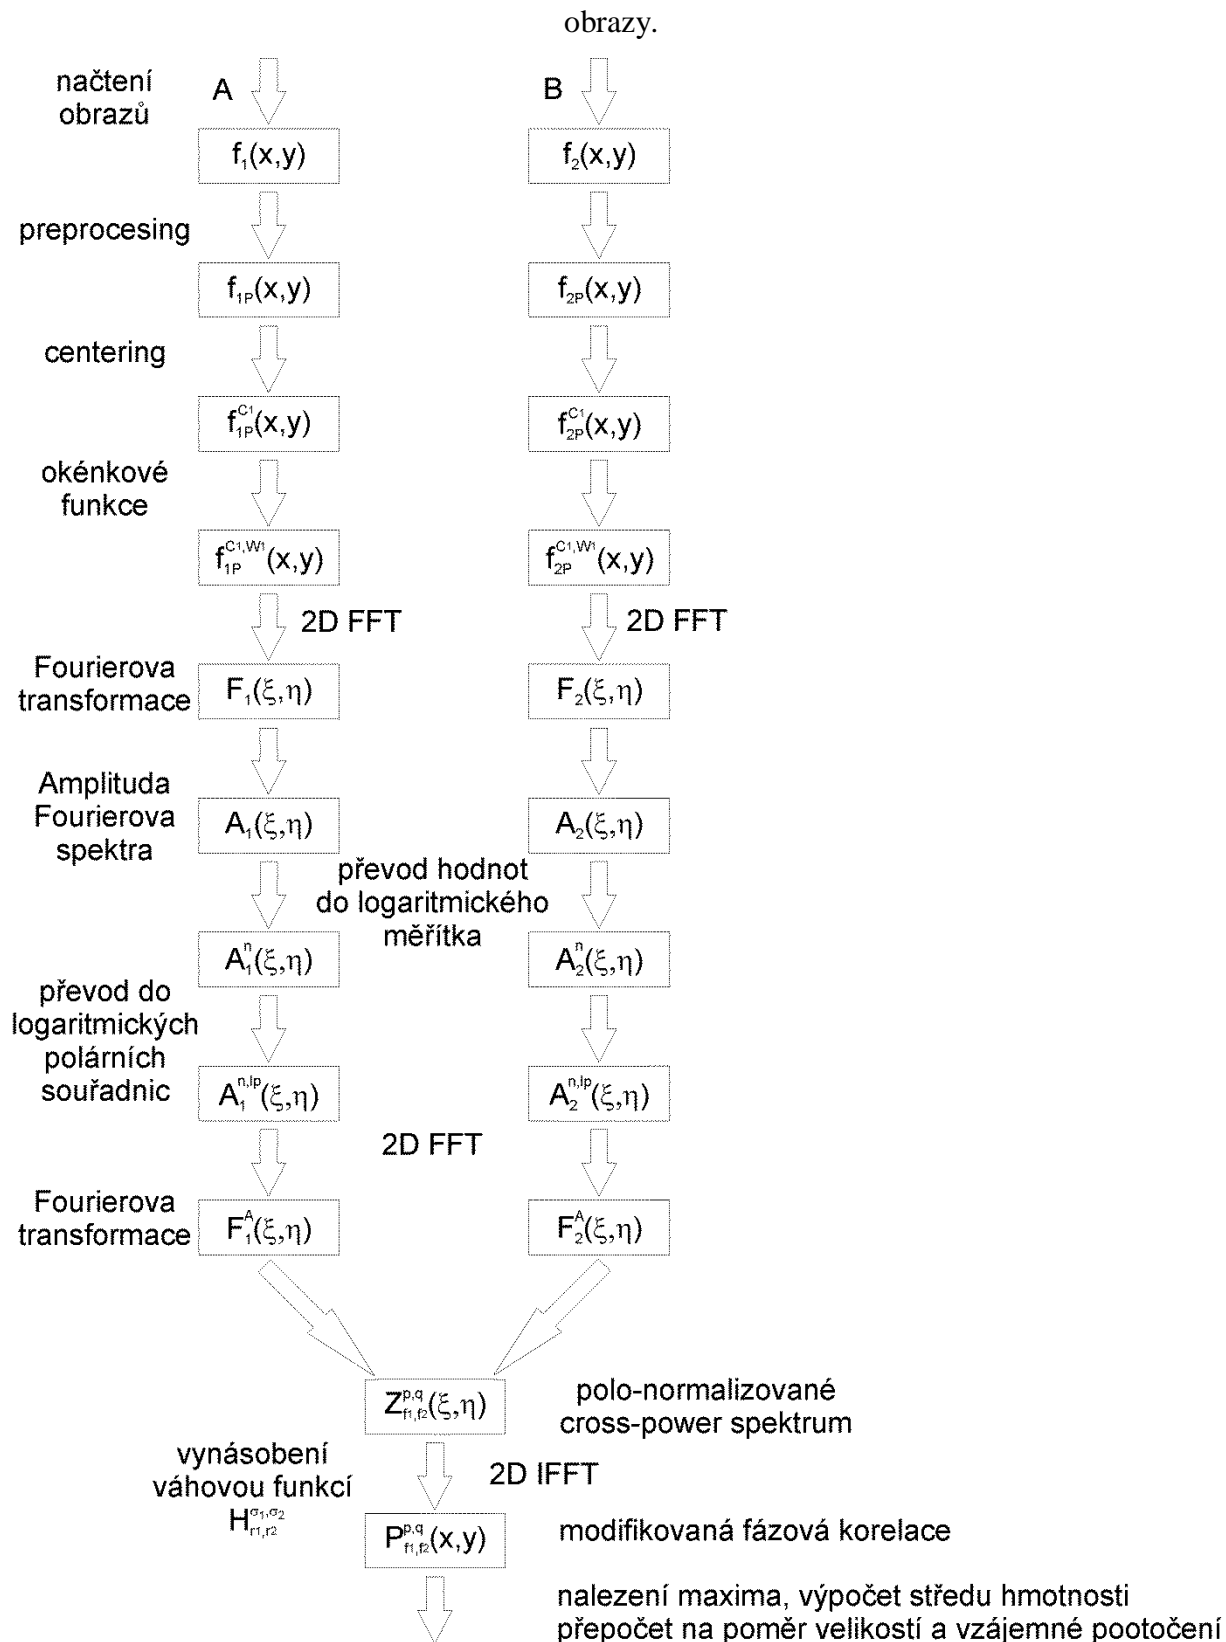 obrazy.
načtení
obrazů
A
B
f₁(x,y)
f₂(x,y)
preprocesing
f₁P(x,y)
f₂P(x,y)
centering
f₁P^C1(x,y)
f₂P^C1(x,y)
okénkové
funkce
f₁P^C1,W1(x,y)
f₂P^C1,W1(x,y)
2D FFT
2D FFT
Fourierova
transformace
F₁(ξ,η)
F₂(ξ,η)
Amplituda
Fourierova
spektra
A₁(ξ,η)
A₂(ξ,η)
převod hodnot
do logaritmického
měřítka
A₁^n(ξ,η)
A₂^n(ξ,η)
převod do
logaritmických
polárních
souřadnic
A₁^n,lp(ξ,η)
A₂^n,lp(ξ,η)
2D FFT
Fourierova
transformace
F₁^A(ξ,η)
F₂^A(ξ,η)
Z_f1,f2^p,q(ξ,η)
polo-normalizované
cross-power spektrum
vynásobení
váhovou funkcí
H_r1,r2^σ1,σ2
2D IFFT
P_f1,f2^p,q(x,y)
modifikovaná fázová korelace
nalezení maxima, výpočet středu hmotnosti
přepočet na poměr velikostí a vzájemné pootočení